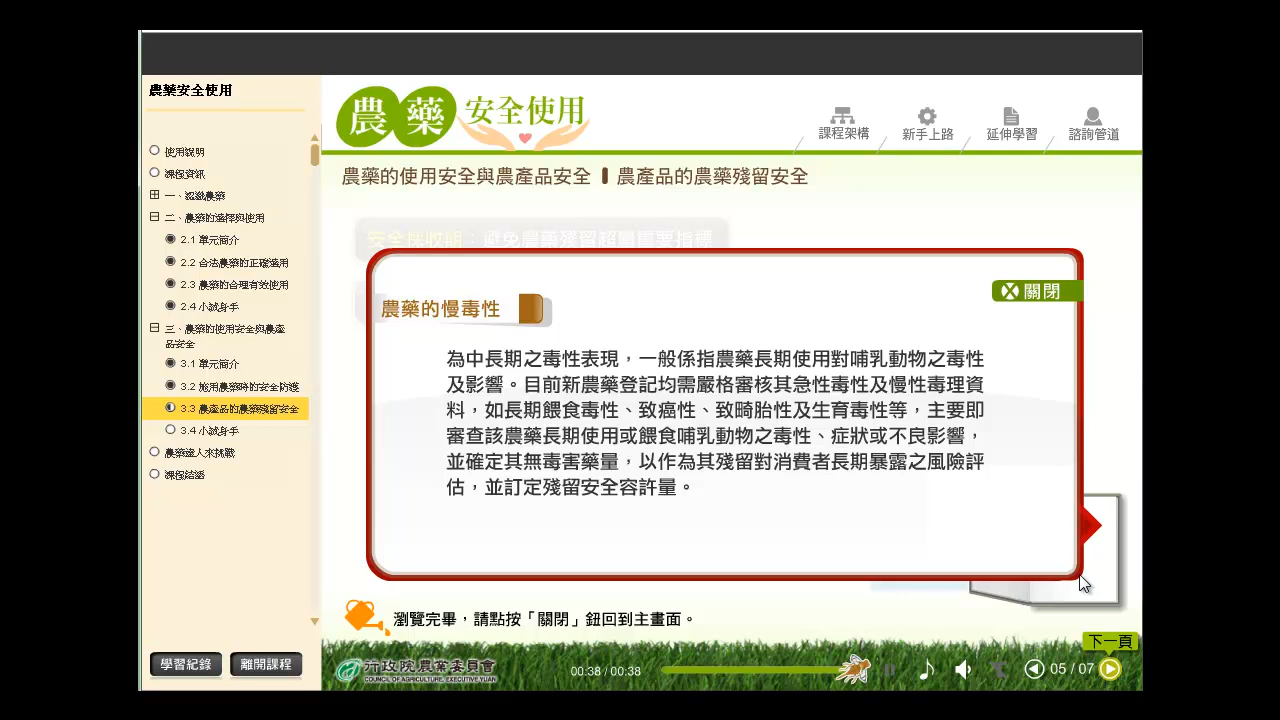 農藥安全使用
使用說明
課程資訊
一、認識農藥
二、農藥的選擇與使用
2.1 單元簡介
2.2 合法農藥的正確選用
2.3 農藥的合理有效使用
2.4 小試身手
三、農藥的使用安全與農產
品安全
3.1 單元簡介
3.2 施用農藥時的安全防護
3.3 農產品的農藥殘留安全
3.4 小試身手
農藥達人來挑戰
課程結語
學習紀錄
離開課程
農藥 安全使用
課程架構
新手上路
延伸學習
諮詢管道
農藥的使用安全與農產品安全
農產品的農藥殘留安全
安全採收期：避免農藥殘留超量重要指標
農藥的慢毒性
關閉
為中長期之毒性表現，一般係指農藥長期使用對哺乳動物之毒性
及影響。目前新農藥登記均需嚴格審核其急性毒性及慢性毒理資
料，如長期餵食毒性、致癌性、致畸胎性及生育毒性等，主要即
審查該農藥長期使用或餵食哺乳動物之毒性、症狀或不良影響，
並確定其無毒害藥量，以作為其殘留對消費者長期暴露之風險評
估，並訂定殘留安全容許量。
瀏覽完畢，請點按「關閉」鈕回到主畫面。
下一頁
行政院農業委員會
COUNCIL OF AGRICULTURE, EXECUTIVE YUAN
00:38 / 00:38
05 / 07